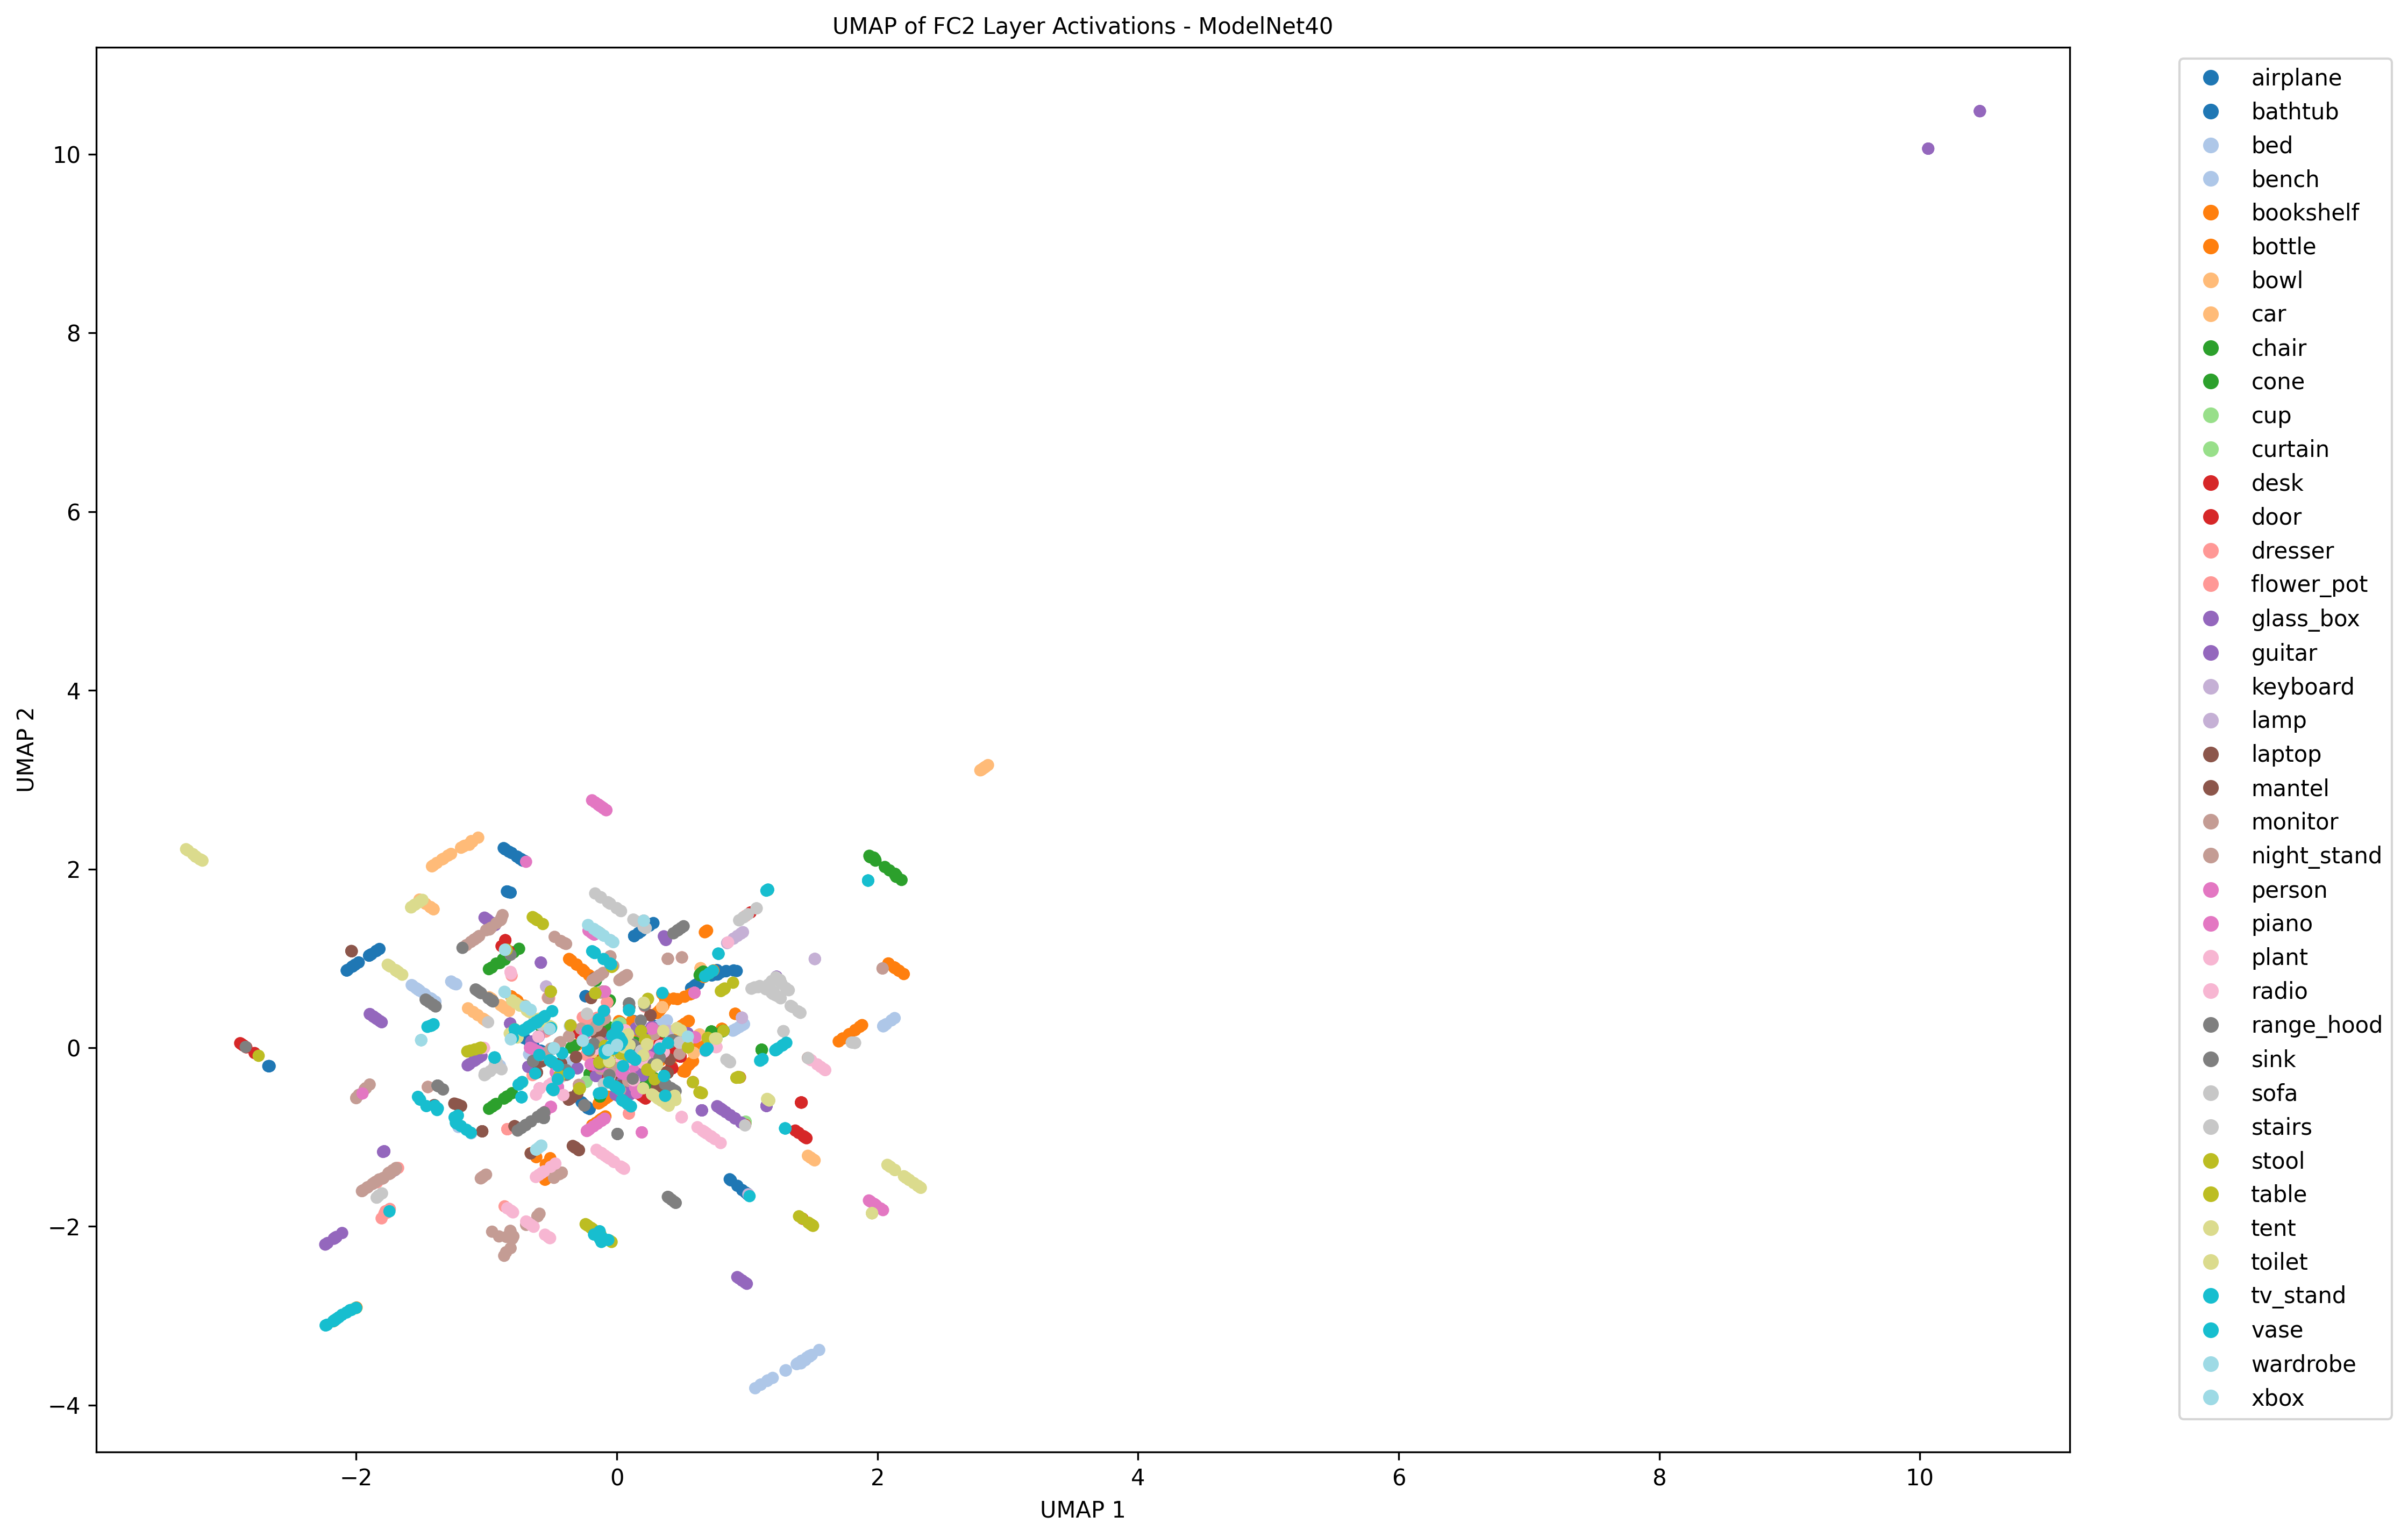 UMAP of FC2 Layer Activations - ModelNet40
10
8
6
4
2
0
−2
−4
UMAP 2
−2 0 2 4 6 8 10
UMAP 1
airplane
bathtub
bed
bench
bookshelf
bottle
bowl
car
chair
cone
cup
curtain
desk
door
dresser
flower_pot
glass_box
guitar
keyboard
lamp
laptop
mantel
monitor
night_stand
person
piano
plant
radio
range_hood
sink
sofa
stairs
stool
table
tent
toilet
tv_stand
vase
wardrobe
xbox